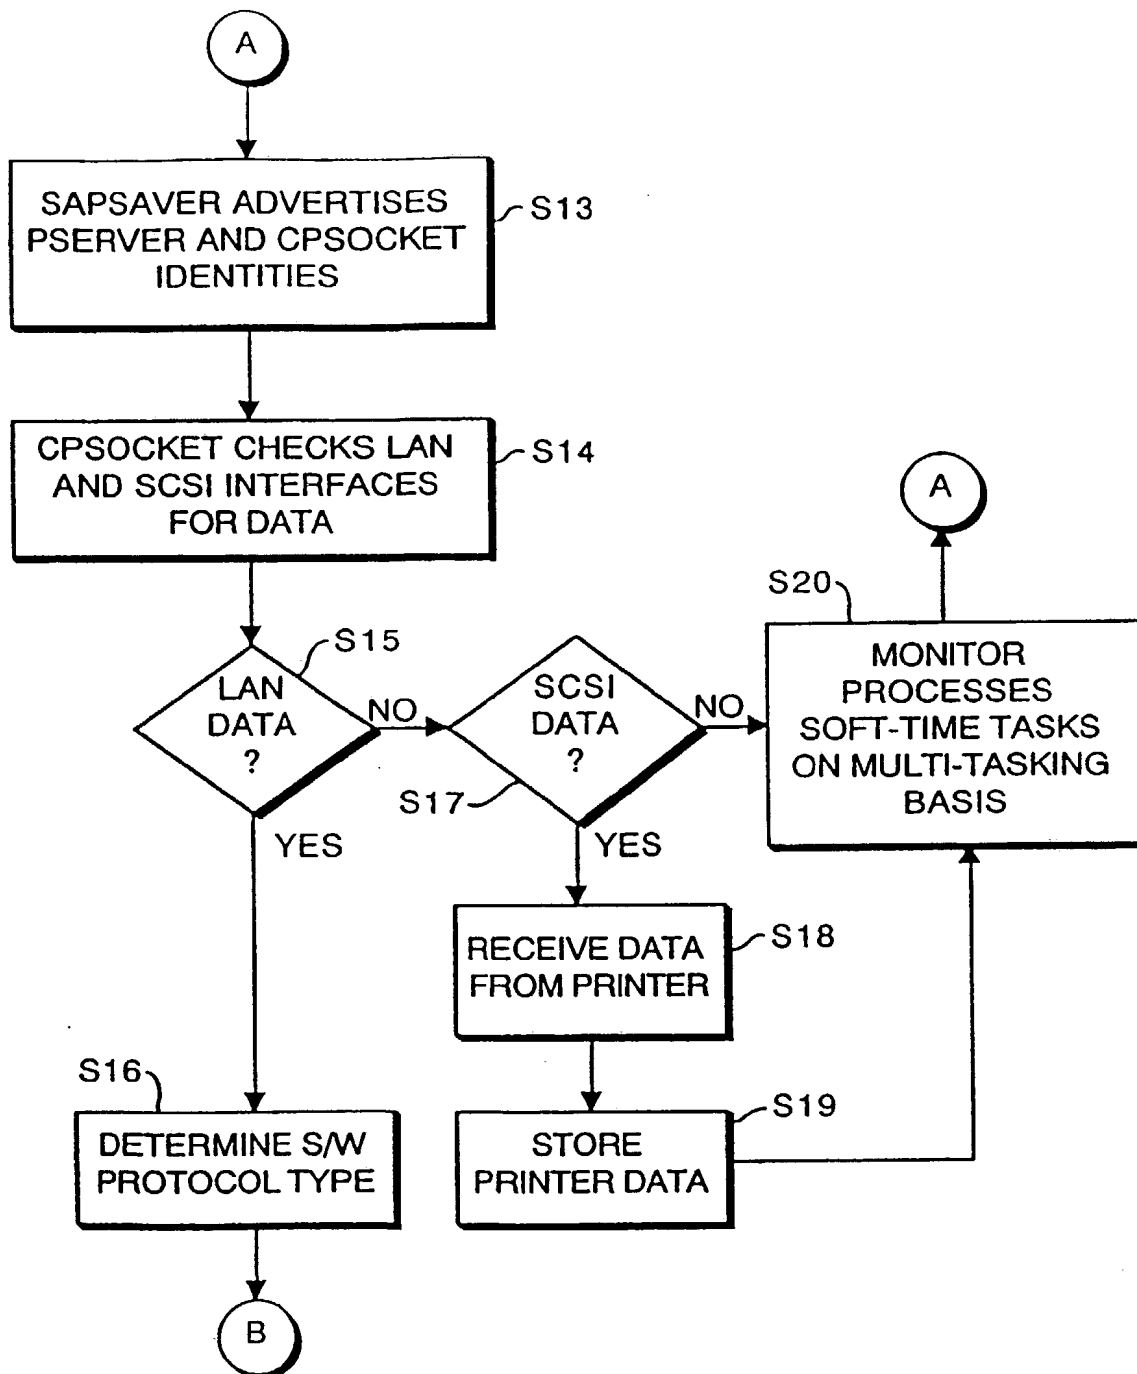 A
SAPSAVER ADVERTISES
PSERVER AND CPSOCKET
IDENTITIES
S13
CPSOCKET CHECKS LAN
AND SCSI INTERFACES
FOR DATA
S14
LAN
DATA
?
S15
NO
YES
SCSI
DATA
?
S17
NO
YES
A
S20
MONITOR
PROCESSES
SOFT-TIME TASKS
ON MULTI-TASKING
BASIS
RECEIVE DATA
FROM PRINTER
S18
S16
DETERMINE S/W
PROTOCOL TYPE
STORE
PRINTER DATA
S19
B